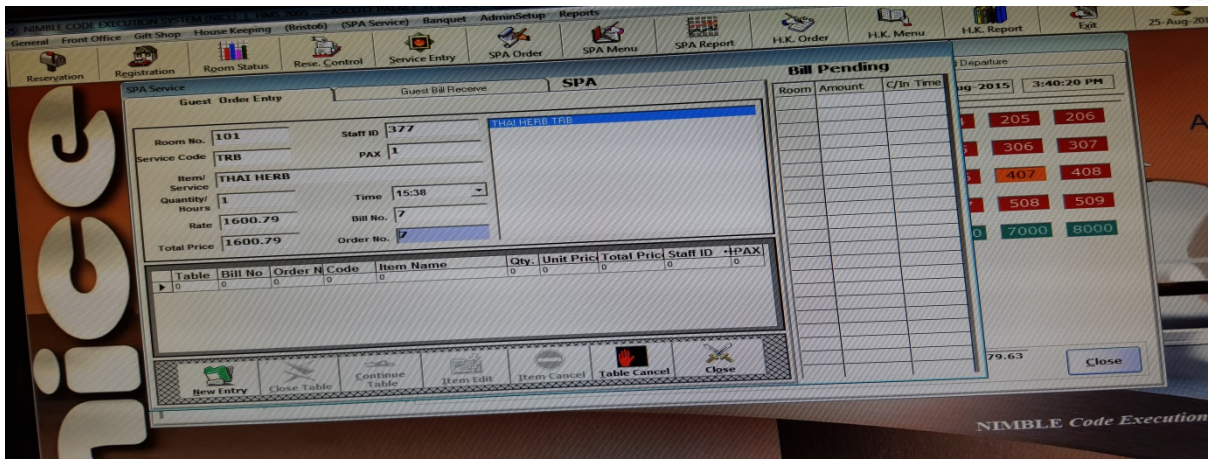 NIMBLE CODE EXECUTION SYSTEM (NICE)
General Front Office Gift Shop House Keeping (Bristo6) (SPA Service) Banquet AdminSetup Reports
Reservation Registration Room Status Rese. Control Service Entry SPA Order SPA Menu SPA Report H.K. Order H.K. Menu H.K. Report Exit 25-Aug-201
SPA Service
Guest Order Entry Guest Bill Receive SPA Bill Pending Departure
Room Amount C/In Time
ug-2015 3:40:20 PM
Room No. 101 Staff ID 377 THAI HERB TRB
205 206
Service Code TRB PAX 1
306 307
Item/ Service THAI HERB
407 408
Quantity/ Hours 1 Time 15:38
508 509
Rate 1600.79 Bill No. 7
7000 8000
Total Price 1600.79 Order No. 7
Table Bill No Order N Code Item Name Qty. Unit Pric Total Pric Staff ID PAX
0 0 0 0 0 0 0 0 0 0
79.63
New Entry Close Table Continue Table Item Edit Item Cancel Table Cancel Close
Close
nice
NIMBLE Code Execution